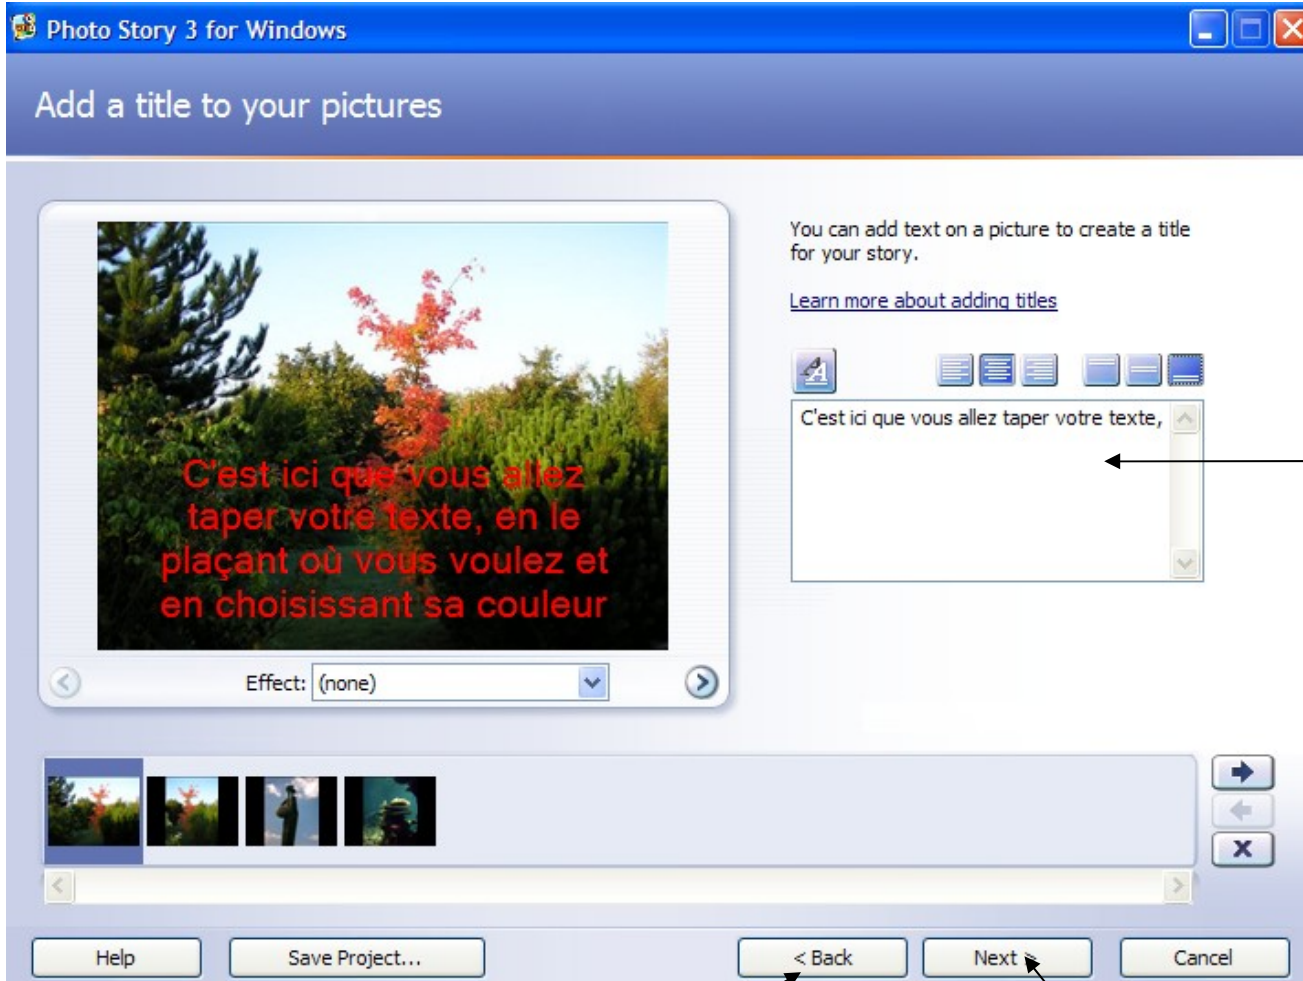 Photo Story 3 for Windows
Add a title to your pictures
You can add text on a picture to create a title
for your story.
Learn more about adding titles
C'est ici que vous allez taper votre texte,
C'est ici que vous allez
taper votre texte, en le
plaçant où vous voulez et
en choisissant sa couleur
Effect: (none)
Help
Save Project...
< Back
Next >
Cancel